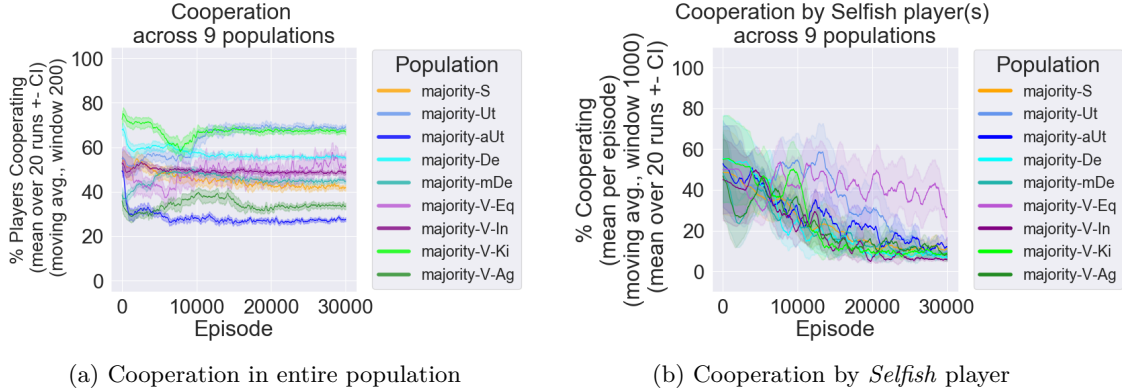 Cooperation
across 9 populations
% Players Cooperating
(mean over 20 runs +- CI)
(moving avg., window 200)
100
80
60
40
20
0
0
10000
20000
30000
Episode
Population
majority-S
majority-Ut
majority-aUt
majority-De
majority-mDe
majority-V-Eq
majority-V-In
majority-V-Ki
majority-V-Ag
(a) Cooperation in entire population
Cooperation by Selfish player(s)
across 9 populations
% Cooperating
(mean per episode)
(moving avg., window 1000)
(mean over 20 runs +- CI)
100
80
60
40
20
0
0
10000
20000
30000
Episode
Population
majority-S
majority-Ut
majority-aUt
majority-De
majority-mDe
majority-V-Eq
majority-V-In
majority-V-Ki
majority-V-Ag
(b) Cooperation by Selfish player